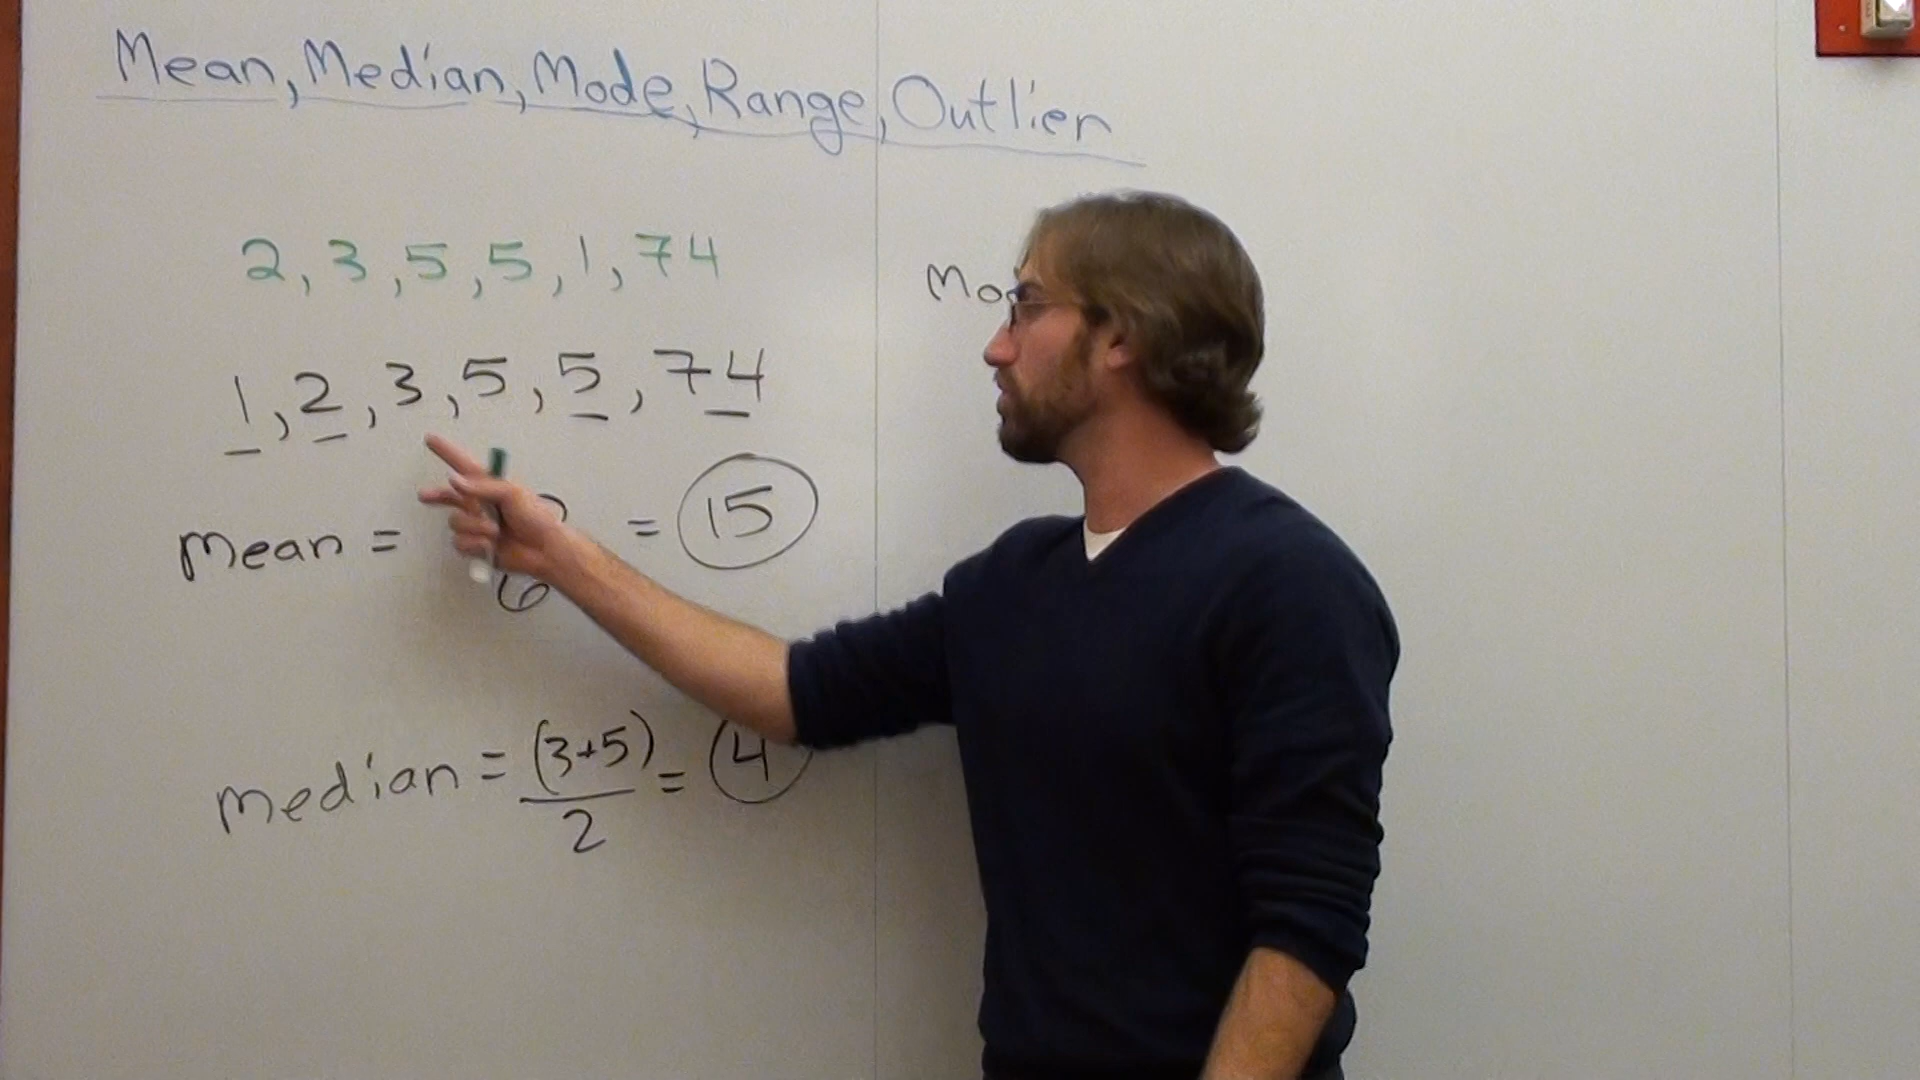 Mean, Median, Mode, Range, Outlier
2, 3, 5, 5, 1, 74
1, 2, 3, 5, 5, 74
mean = 6 = 15
median = (3+5) / 2 = 4